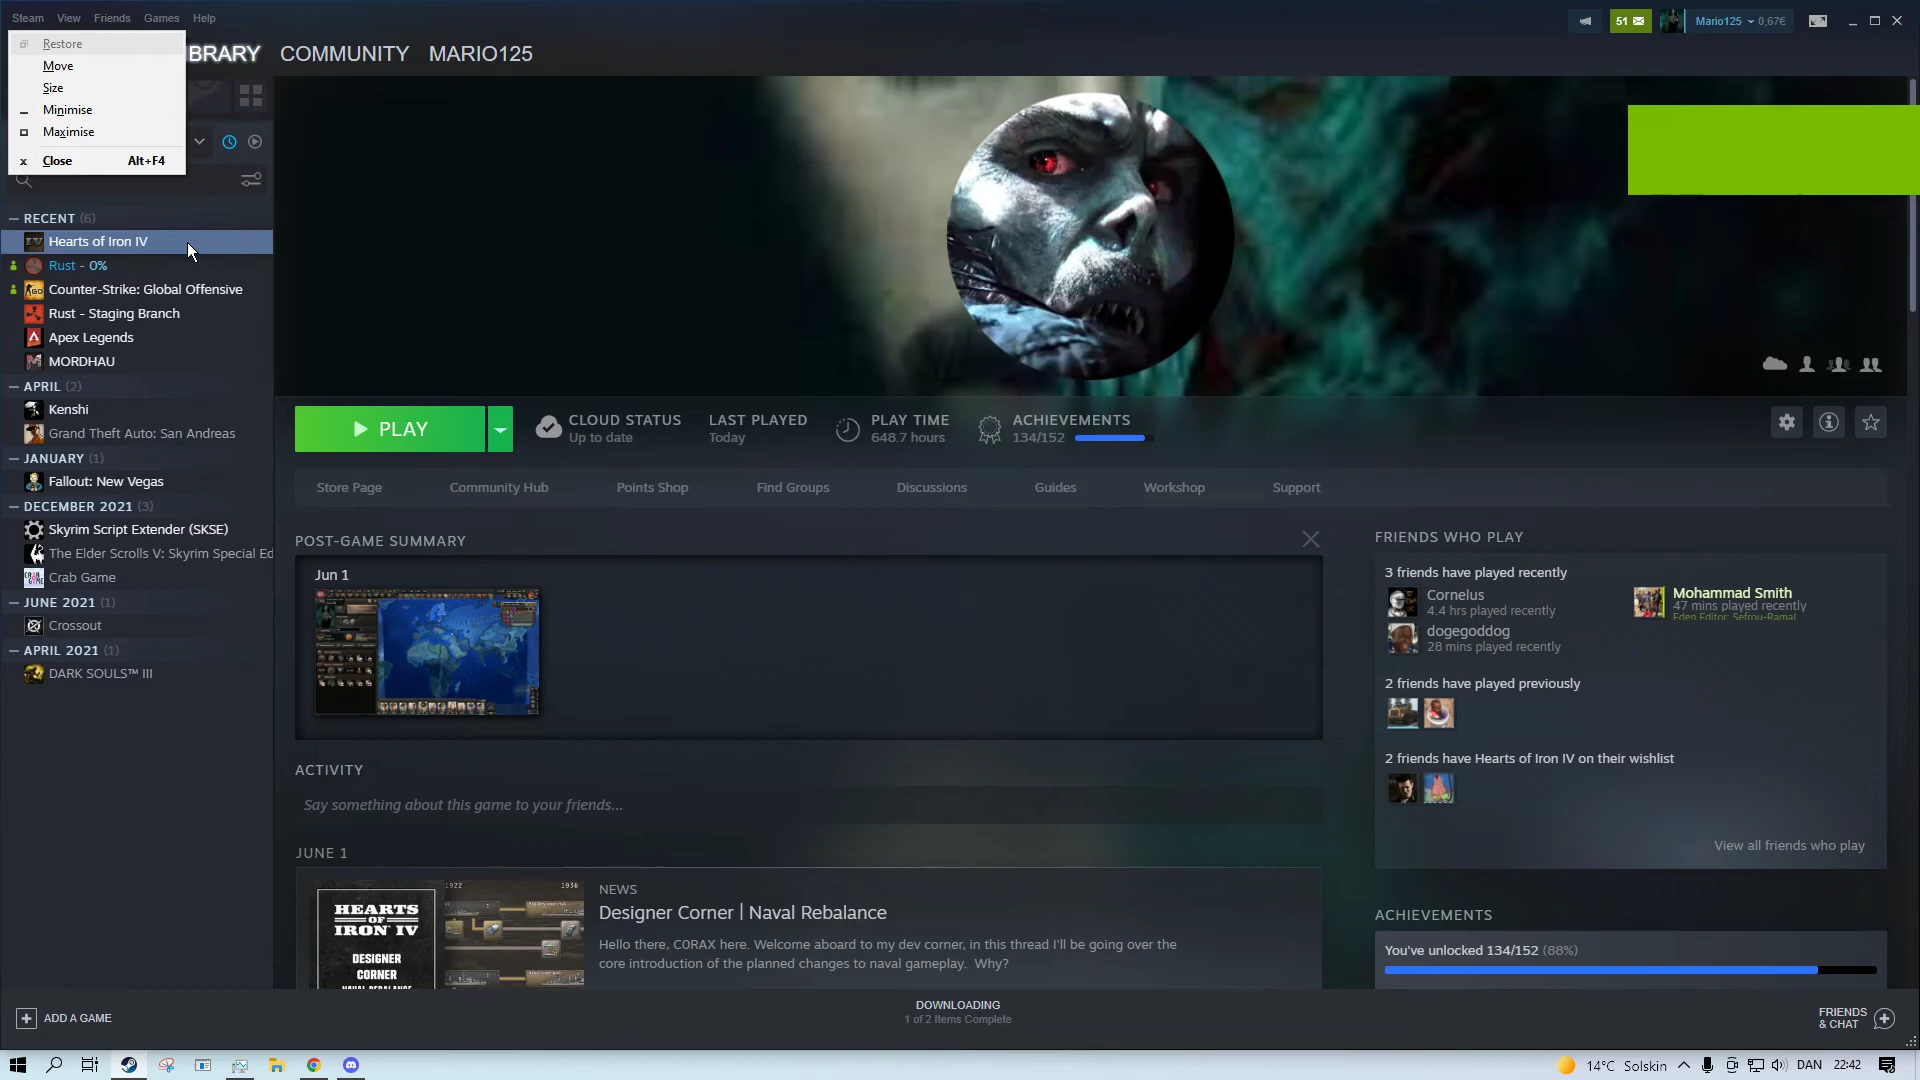 Steam View Friends Games Help
51 Mario125 0,67€
IBRARY COMMUNITY MARIO125
Restore
Move
Size
Minimise
Maximise
x Close Alt+F4
RECENT (6)
Hearts of Iron IV
Rust - 0%
Counter-Strike: Global Offensive
Rust - Staging Branch
Apex Legends
MORDHAU
APRIL (2)
Kenshi
Grand Theft Auto: San Andreas
JANUARY (1)
Fallout: New Vegas
DECEMBER 2021 (3)
Skyrim Script Extender (SKSE)
The Elder Scrolls V: Skyrim Special Ed
Crab Game
JUNE 2021 (1)
Crossout
APRIL 2021 (1)
DARK SOULS™ III
PLAY
CLOUD STATUS
Up to date
LAST PLAYED
Today
PLAY TIME
648.7 hours
ACHIEVEMENTS
134/152
Store Page Community Hub Points Shop Find Groups Discussions Guides Workshop Support
POST-GAME SUMMARY
Jun 1
ACTIVITY
Say something about this game to your friends...
JUNE 1
1922 1936
HEARTS
OF
IRON IV
DESIGNER
CORNER
NAVAL REBALANCE
NEWS
Designer Corner | Naval Rebalance
Hello there, C0RAX here. Welcome aboard to my dev corner, in this thread I'll be going over the
core introduction of the planned changes to naval gameplay. Why?
FRIENDS WHO PLAY
3 friends have played recently
Cornelus
4.4 hrs played recently
Mohammad Smith
47 mins played recently
Eden Editor: Sefrou-Ramal
dogegoddog
28 mins played recently
2 friends have played previously
2 friends have Hearts of Iron IV on their wishlist
View all friends who play
ACHIEVEMENTS
You've unlocked 134/152 (88%)
ADD A GAME
DOWNLOADING
1 of 2 Items Complete
FRIENDS
& CHAT
14°C Solskin DAN 22:42